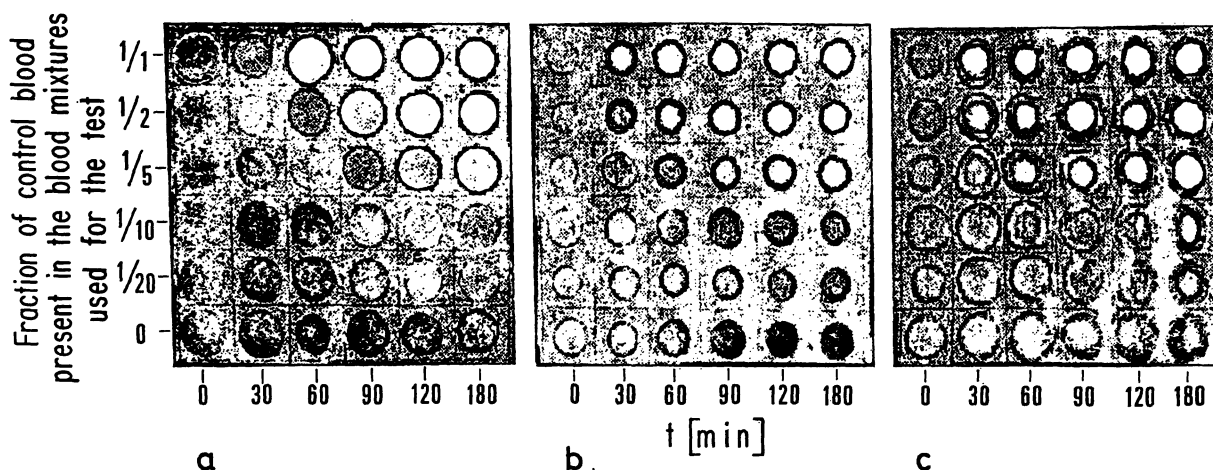 Fraction of control blood
present in the blood mixtures
used for the test
1/1
1/2
1/5
1/10
1/20
0
0 30 60 90 120 180
0 30 60 90 120 180
0 30 60 90 120 180
t [min]
a b. c